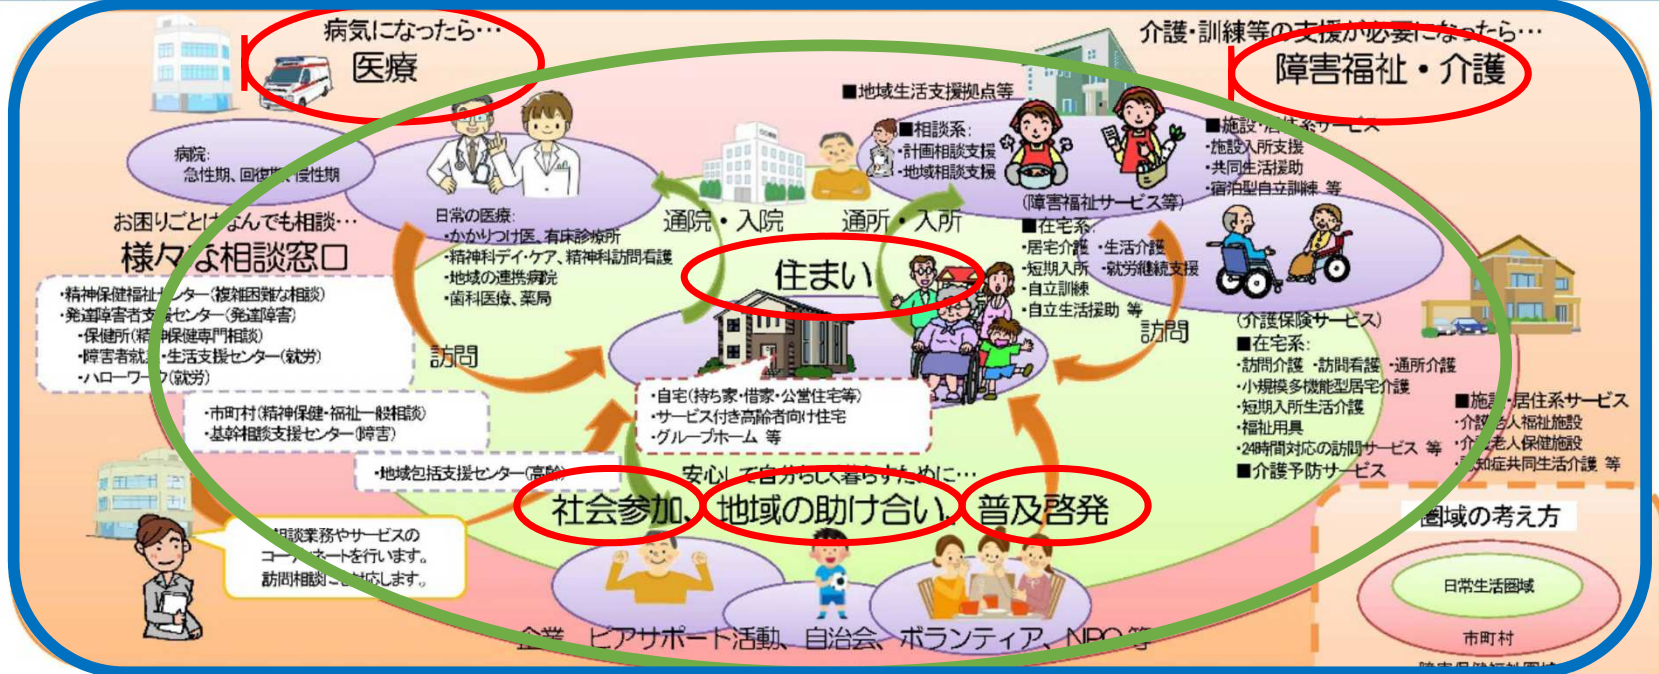 病気になったら…
医療
病院:
急性期、回復期、慢性期
日常の医療:
・かかりつけ医、有床診療所
・精神科デイ・ケア、精神科訪問看護
・地域の連携病院
・歯科医療、薬局
お困りごとはなんでも相談…
様々な相談窓口
・精神保健福祉センター(複雑困難な相談)
・発達障害者支援センター(発達障害)
・保健所(精神保健専門相談)
・障害者就業・生活支援センター(就労)
・ハローワーク(就労)
・市町村(精神保健・福祉一般相談)
・基幹相談支援センター(障害)
・地域包括支援センター(高齢)
相談業務やサービスの
コーディネートを行います。
訪問相談にも対応します。
通院・入院
通所・入所
訪問
訪問
住まい
・自宅(持ち家・借家・公営住宅等)
・サービス付き高齢者向け住宅
・グループホーム 等
介護・訓練等の支援が必要になったら…
障害福祉・介護
■地域生活支援拠点等
■相談系:
・計画相談支援
・地域相談支援
■施設・居住系サービス
・施設入所支援
・共同生活援助
・宿泊型自立訓練 等
(障害福祉サービス等)
■在宅系:
・居宅介護 ・生活介護
・短期入所 ・就労継続支援
・自立訓練
・自立生活援助 等
(介護保険サービス)
■在宅系:
・訪問介護 ・訪問看護 ・通所介護
・小規模多機能型居宅介護
・短期入所生活介護
・福祉用具
・24時間対応の訪問サービス 等
■介護予防サービス
■施設・居住系サービス
・介護老人福祉施設
・介護老人保健施設
・認知症共同生活介護 等
安心して自分らしく暮らすために…
社会参加、地域の助け合い、普及啓発
企業、ピアサポート活動、自治会、ボランティア、NPO 等
圏域の考え方
日常生活圏域
市町村
障害保健福祉圏域